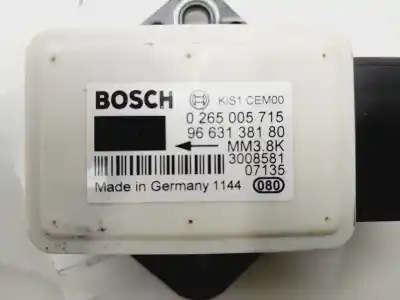 BOSCH KIS1 CEM00
0 265 005 715
96 631 381 80
MM3.8K
3008581
07135
Made in Germany 1144 080